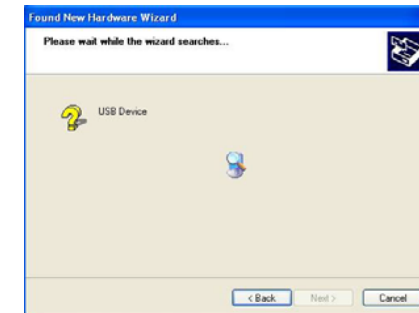 Found New Hardware Wizard
Please wait while the wizard searches...
USB Device
< Back
Next >
Cancel